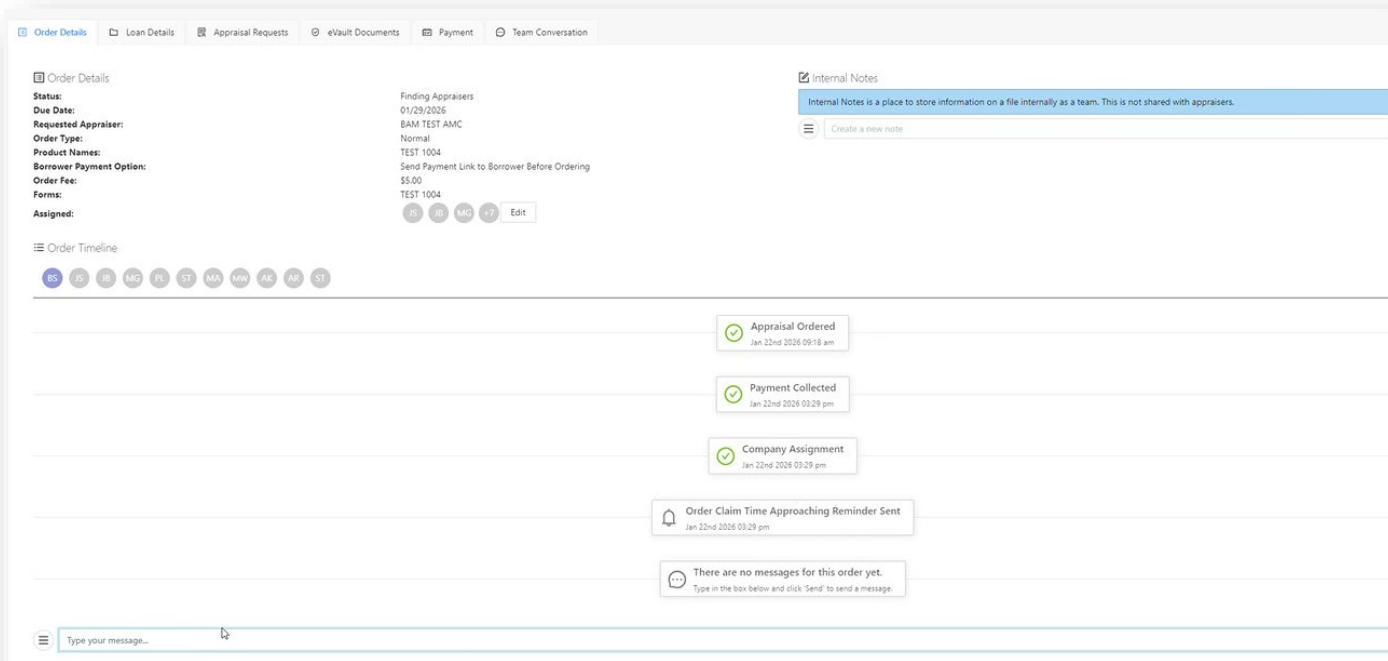 Order Details Loan Details Appraisal Requests eVault Documents Payment Team Conversation
Order Details
Status: Finding Appraisers
Due Date: 01/29/2026
Requested Appraiser: BAM TEST AMC
Order Type: Normal
Product Names: TEST 1004
Borrower Payment Option: Send Payment Link to Borrower Before Ordering
Order Fee: $5.00
Forms: TEST 1004
Assigned: JS JB MG +7 Edit
Internal Notes
Internal Notes is a place to store information on a file internally as a team. This is not shared with appraisers.
Create a new note
Order Timeline
BS JS JB MG PL ST MA MW AK AR ST
Appraisal Ordered
Jan 22nd 2026 09:18 am
Payment Collected
Jan 22nd 2026 03:29 pm
Company Assignment
Jan 22nd 2026 03:29 pm
Order Claim Time Approaching Reminder Sent
Jan 22nd 2026 03:29 pm
There are no messages for this order yet.
Type in the box below and click 'Send' to send a message.
Type your message...